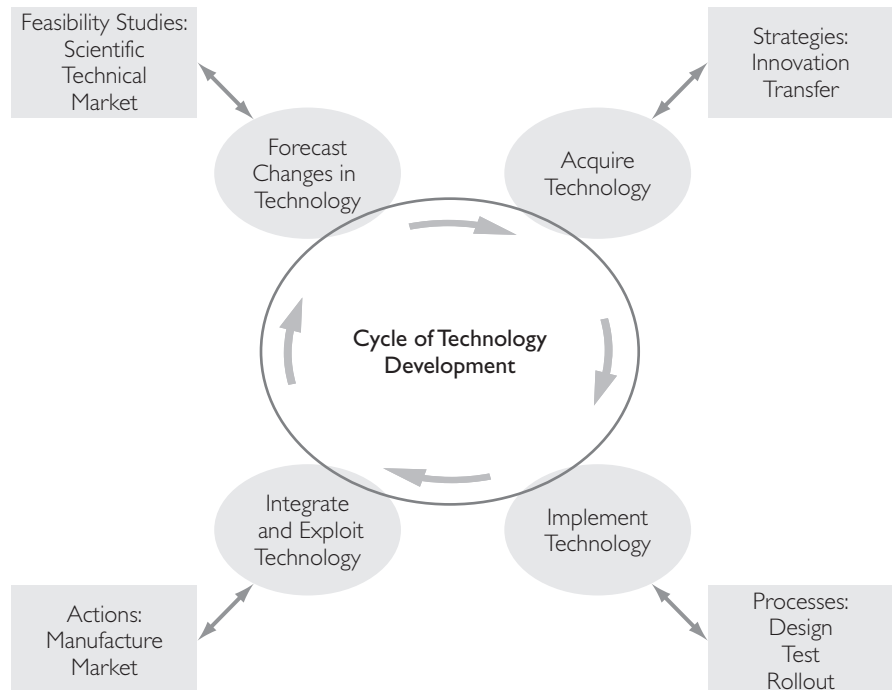 Feasibility Studies:
Scientific
Technical
Market
Strategies:
Innovation
Transfer
Forecast
Changes in
Technology
Acquire
Technology
Cycle of Technology
Development
Integrate
and Exploit
Technology
Implement
Technology
Actions:
Manufacture
Market
Processes:
Design
Test
Rollout